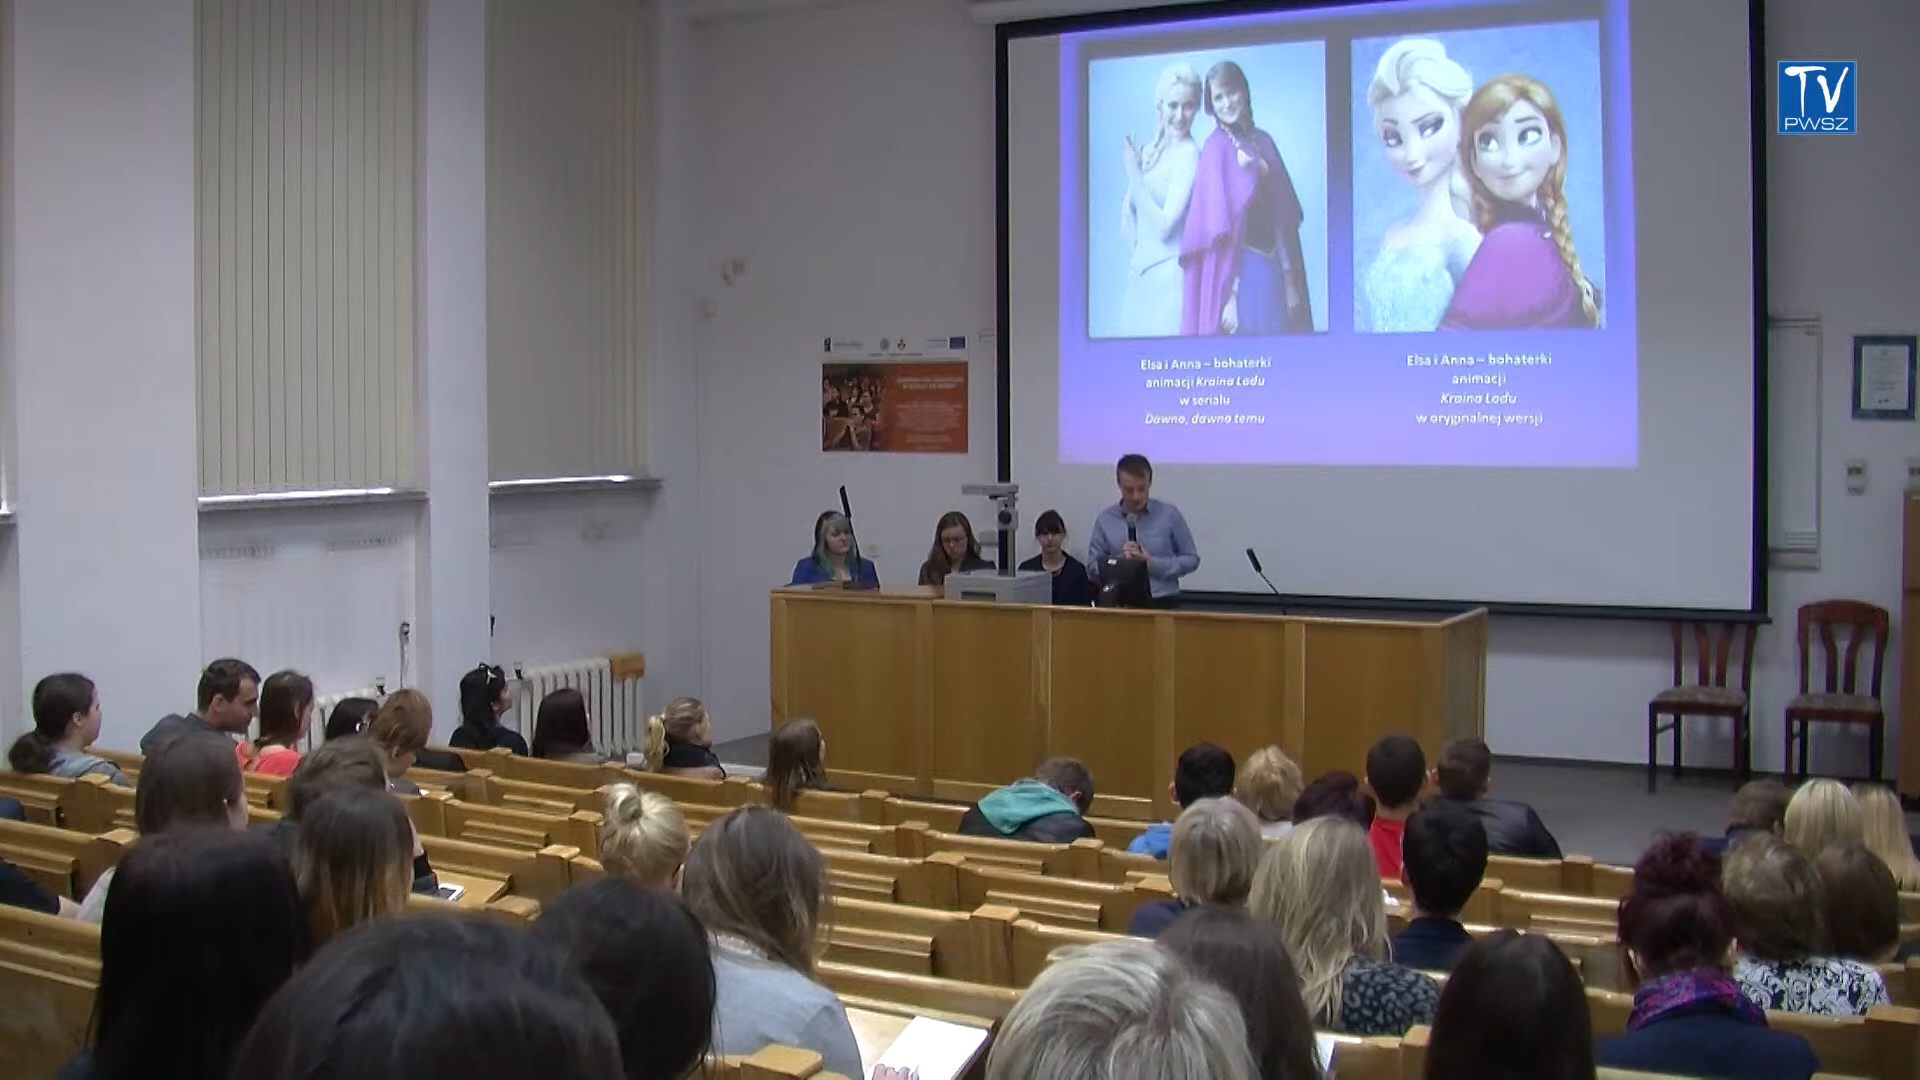 TV
PWSZ
Elsa i Anna – bohaterki
animacji Kraina Lodu
w serialu
Dawno, dawno temu
Elsa i Anna – bohaterki
animacji
Kraina Lodu
w oryginalnej wersji